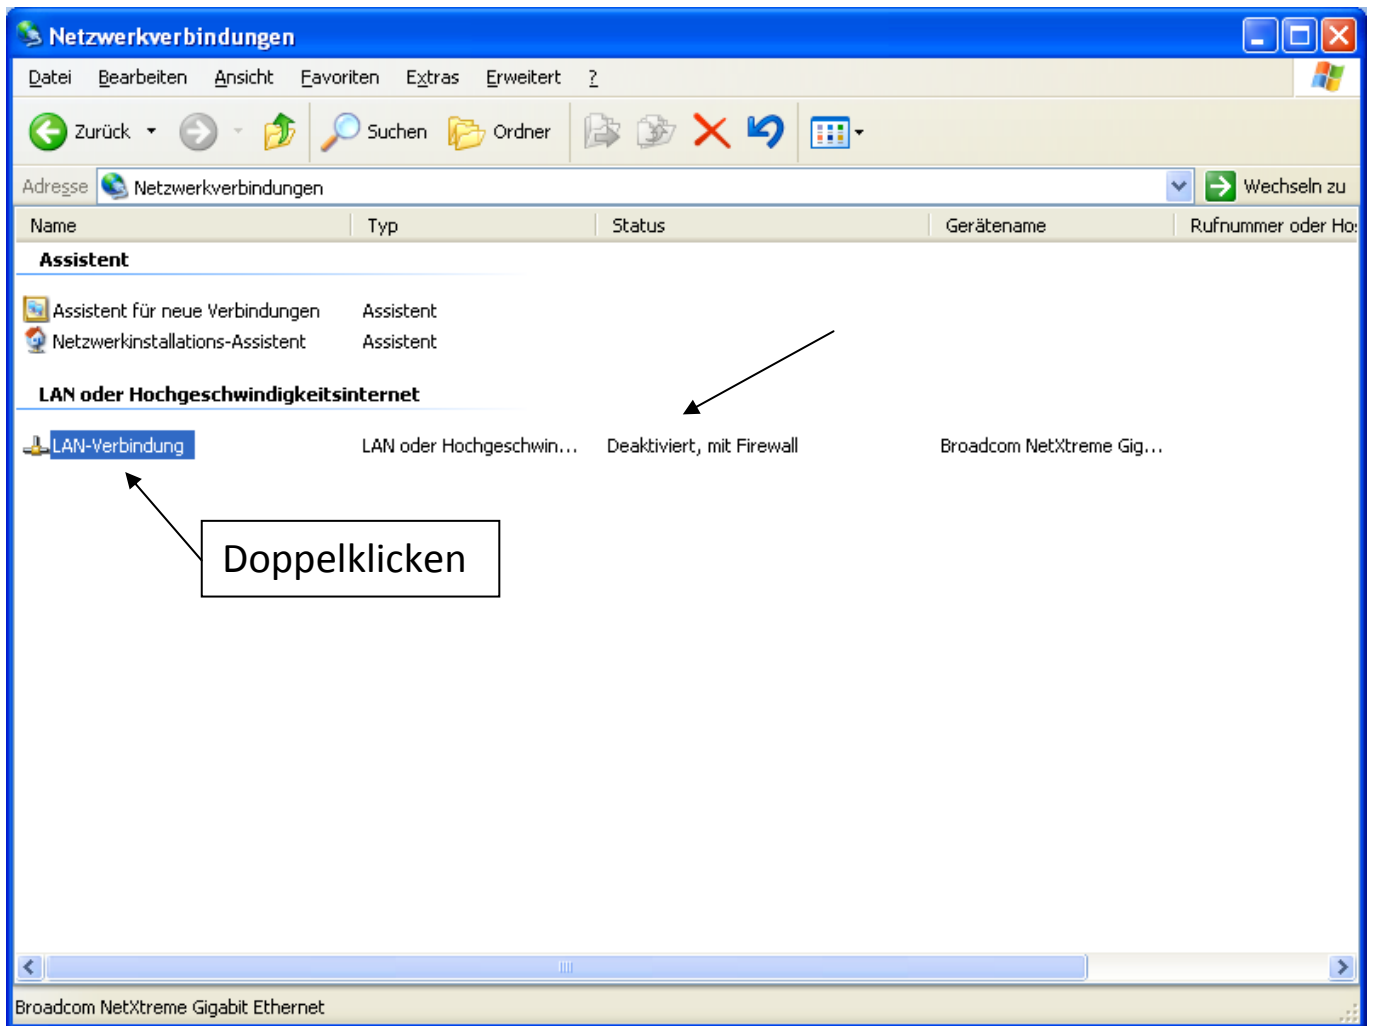 Netzwerkverbindungen
Datei Bearbeiten Ansicht Favoriten Extras Erweitert ?
Zurück Suchen Ordner
Adresse Netzwerkverbindungen Wechseln zu
Name Typ Status Gerätename Rufnummer oder Ho
Assistent
Assistent für neue Verbindungen Assistent
Netzwerkinstallations-Assistent Assistent
LAN oder Hochgeschwindigkeitsinternet
LAN-Verbindung LAN oder Hochgeschwin... Deaktiviert, mit Firewall Broadcom NetXtreme Gig...
Doppelklicken
Broadcom NetXtreme Gigabit Ethernet